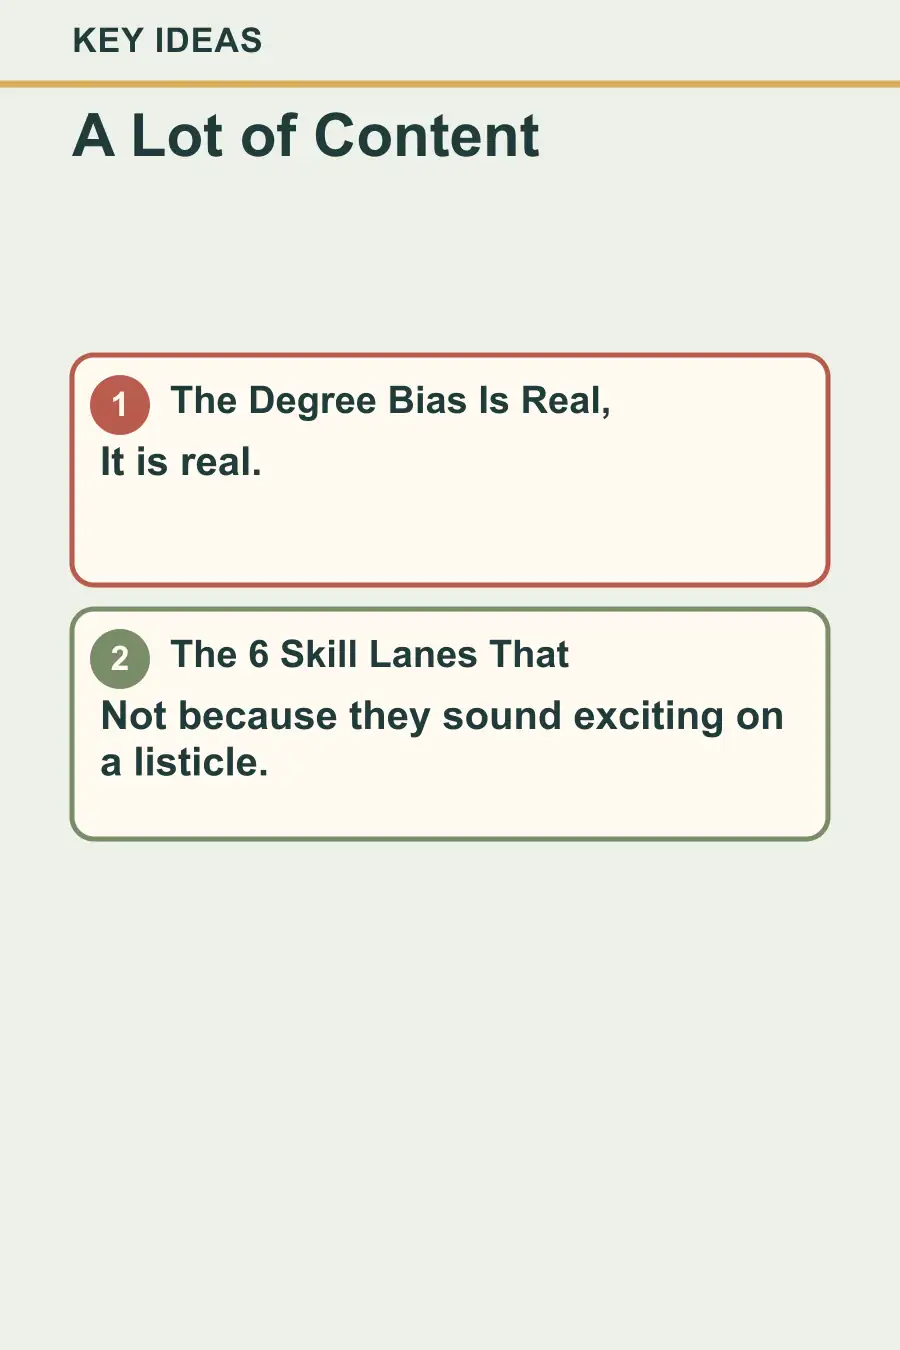 KEY IDEAS
A Lot of Content
1 The Degree Bias Is Real,
It is real.
2 The 6 Skill Lanes That
Not because they sound exciting on
a listicle.